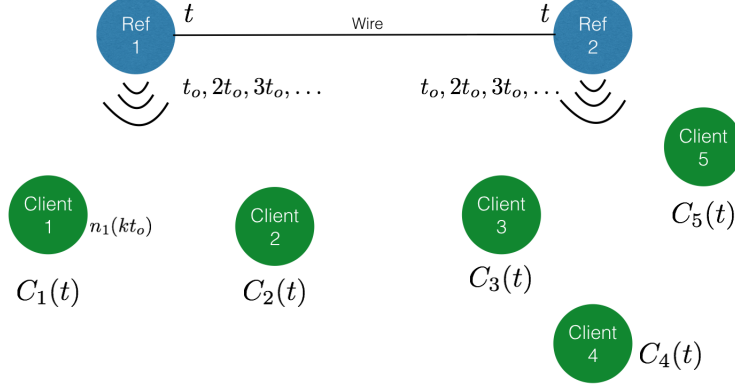 Ref
1
t
Wire
t
Ref
2
t_o, 2t_o, 3t_o, ...
t_o, 2t_o, 3t_o, ...
Client
5
C_5(t)
Client
1
n_1(kt_o)
C_1(t)
Client
2
C_2(t)
Client
3
C_3(t)
Client
4
C_4(t)